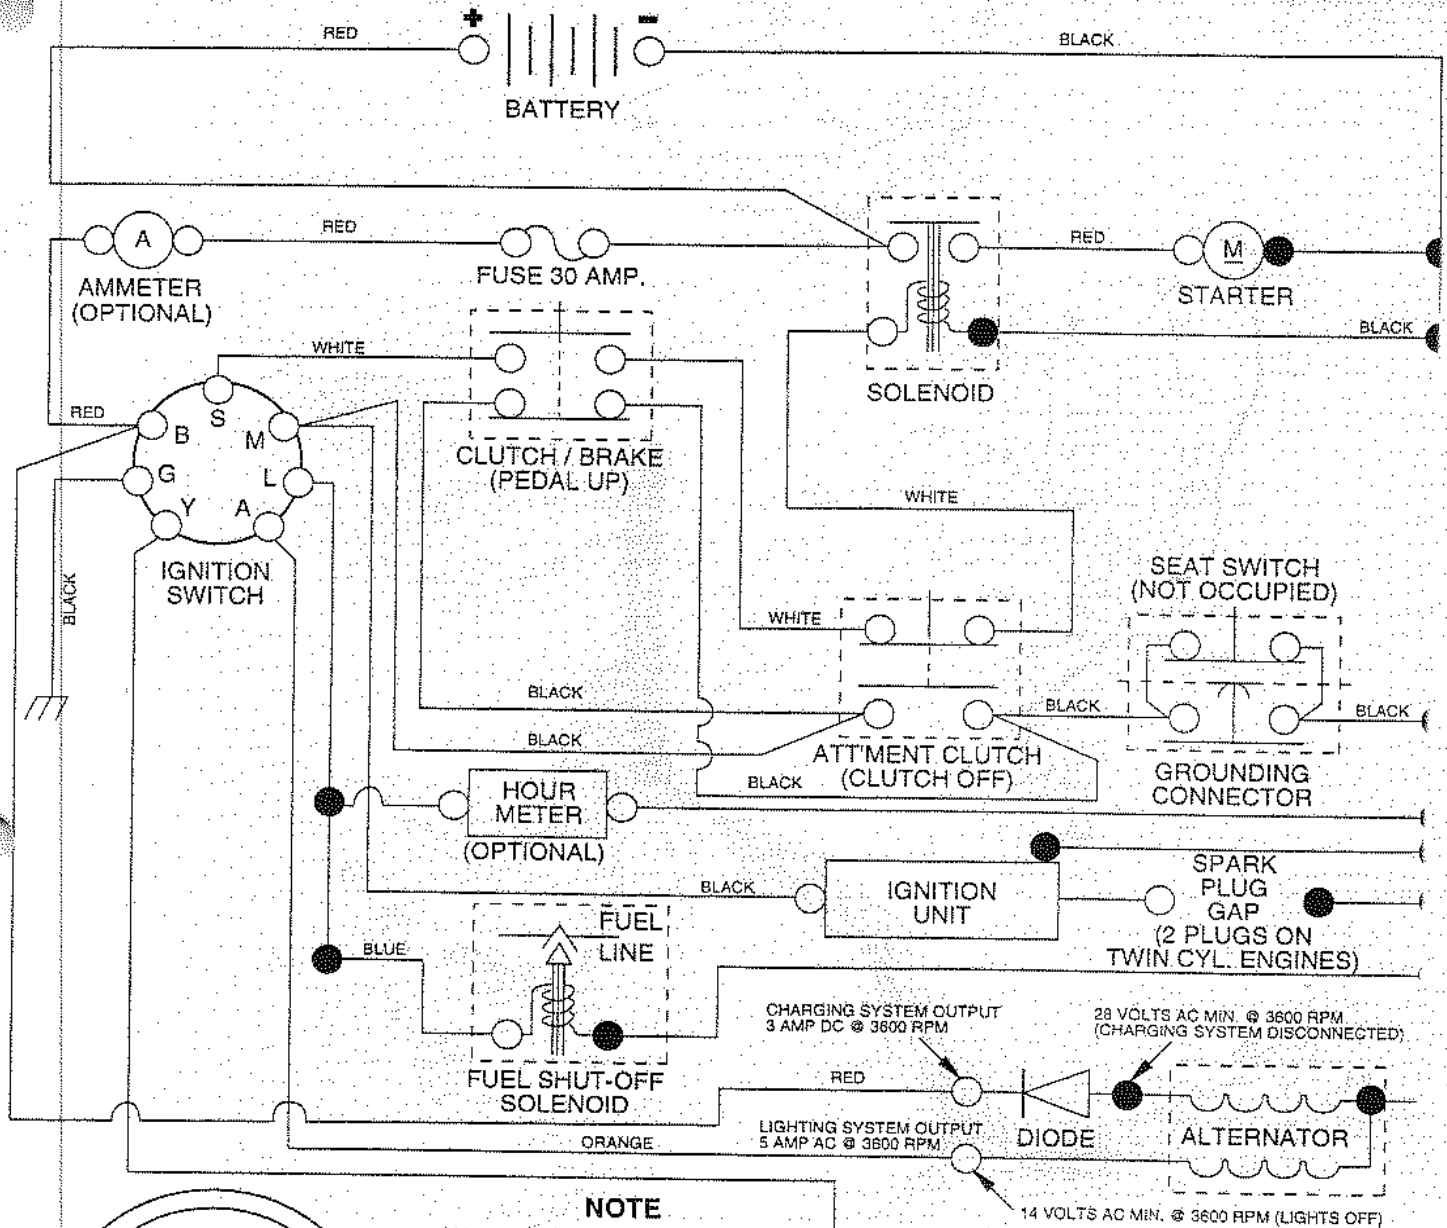 + −
RED
BLACK
BATTERY
A
RED
RED
M
AMMETER
(OPTIONAL)
FUSE 30 AMP.
STARTER
BLACK
WHITE
SOLENOID
RED
S
B
M
G
L
Y
A
CLUTCH / BRAKE
(PEDAL UP)
WHITE
IGNITION
SWITCH
BLACK
SEAT SWITCH
(NOT OCCUPIED)
WHITE
BLACK
BLACK
BLACK
BLACK
ATT'MENT CLUTCH
(CLUTCH OFF)
BLACK
GROUNDING
CONNECTOR
HOUR
METER
(OPTIONAL)
BLACK
IGNITION
UNIT
SPARK
PLUG
GAP
(2 PLUGS ON
TWIN CYL. ENGINES)
FUEL
LINE
BLUE
CHARGING SYSTEM OUTPUT
3 AMP DC @ 3600 RPM
28 VOLTS AC MIN. @ 3600 RPM
(CHARGING SYSTEM DISCONNECTED)
FUEL SHUT-OFF
SOLENOID
RED
ORANGE
LIGHTING SYSTEM OUTPUT
5 AMP AC @ 3600 RPM
DIODE
ALTERNATOR
NOTE
14 VOLTS AC MIN. @ 3600 RPM (LIGHTS OFF)